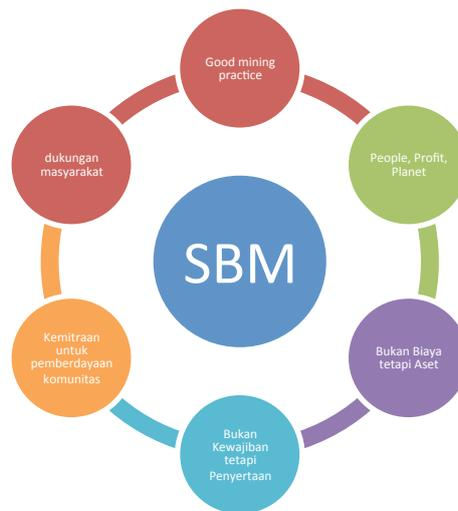 Good mining
practice
People, Profit,
Planet
Bukan Biaya
tetapi Aset
Bukan
Kewajiban
tetapi
Penyertaan
Kemitraan
untuk
pemberdayaan
komunitas
dukungan
masyarakat
SBM